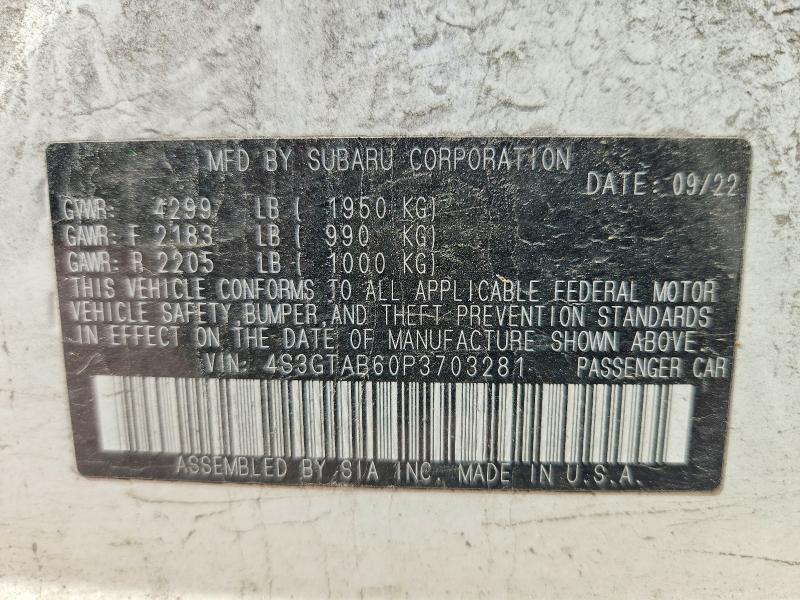 MFD BY SUBARU CORPORATION
DATE: 09/22
GVWR: 4299 LB ( 1950 KG)
GAWR: F 2183 LB ( 990 KG)
GAWR: R 2205 LB ( 1000 KG)
THIS VEHICLE CONFORMS TO ALL APPLICABLE FEDERAL MOTOR
VEHICLE SAFETY, BUMPER, AND THEFT PREVENTION STANDARDS
IN EFFECT ON THE DATE OF MANUFACTURE SHOWN ABOVE.
VIN: 4S3GTAB60P3703281 PASSENGER CAR
ASSEMBLED BY SIA INC. MADE IN U.S.A.